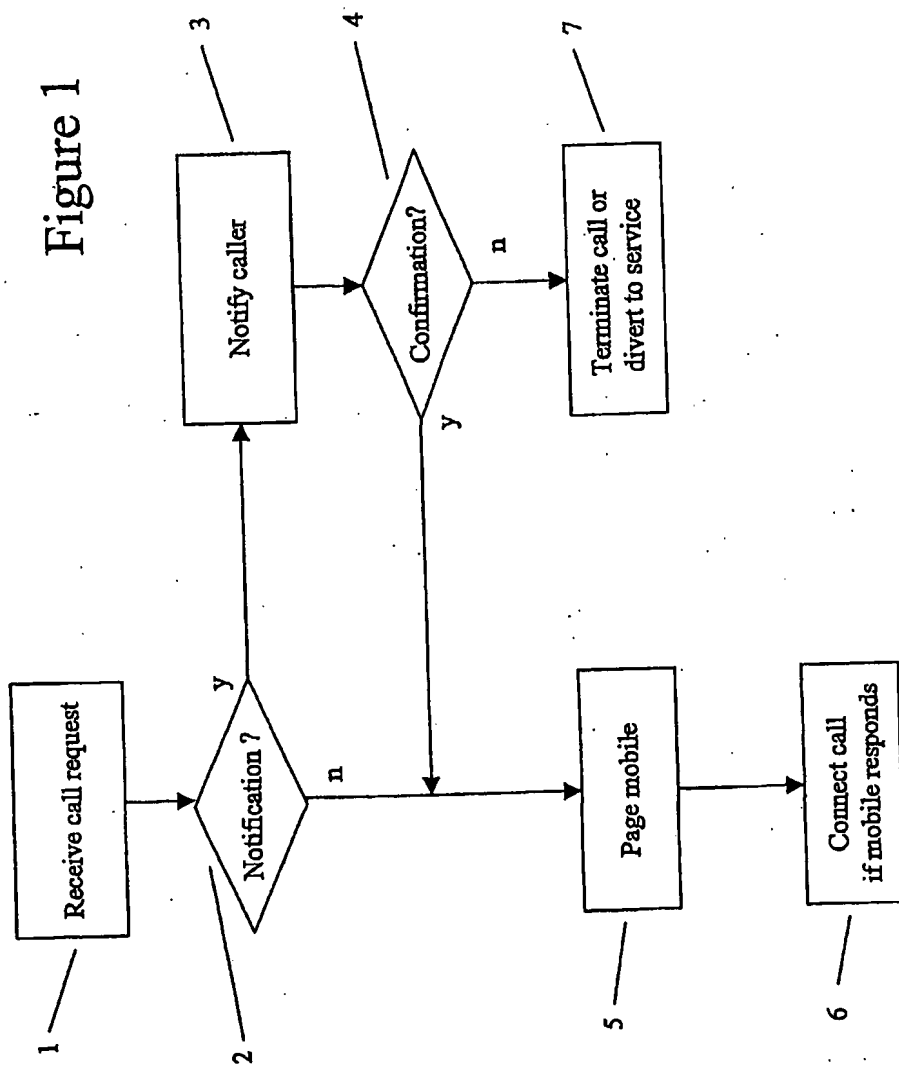 Figure 1
1
Receive call request
2
Notification ?
y
n
3
Notify caller
4
Confirmation?
y
n
5
Page mobile
6
Connect call
if mobile responds
7
Terminate call or
divert to service